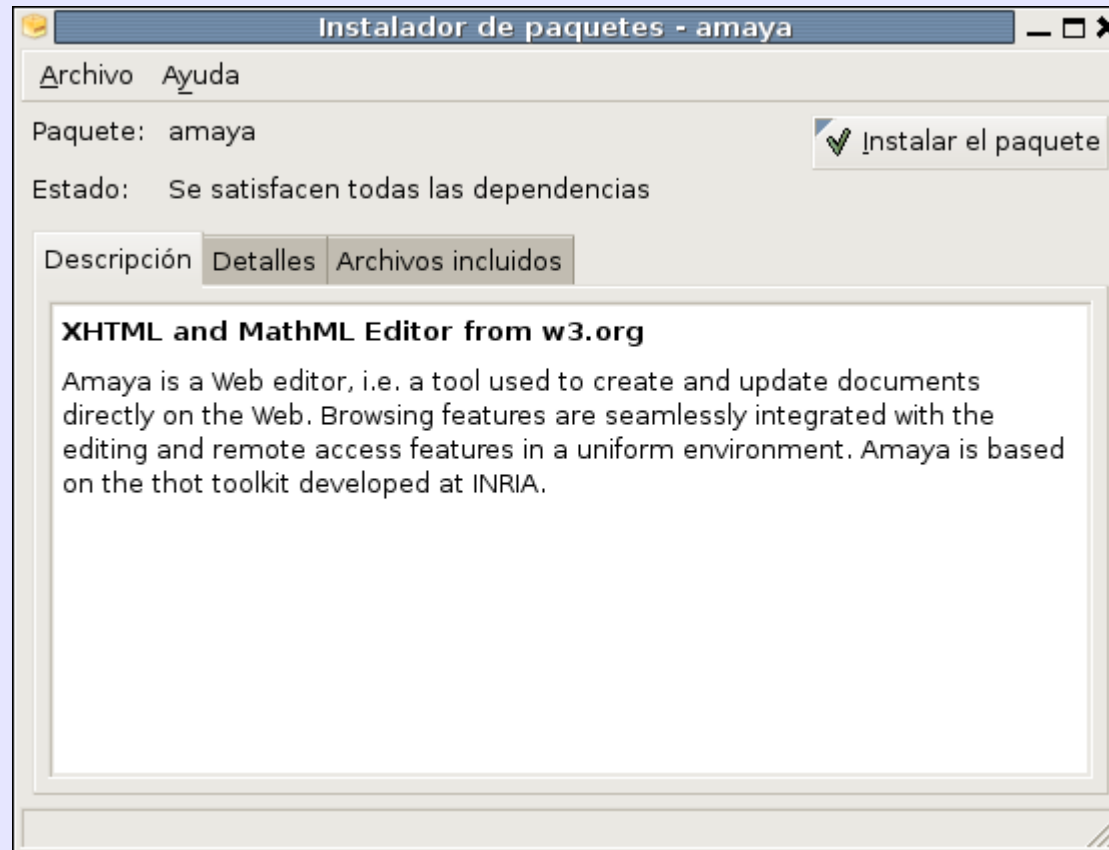 Instalador de paquetes - amaya
Archivo Ayuda
Paquete: amaya
Instalar el paquete
Estado: Se satisfacen todas las dependencias
Descripción Detalles Archivos incluidos
XHTML and MathML Editor from w3.org
Amaya is a Web editor, i.e. a tool used to create and update documents
directly on the Web. Browsing features are seamlessly integrated with the
editing and remote access features in a uniform environment. Amaya is based
on the thot toolkit developed at INRIA.